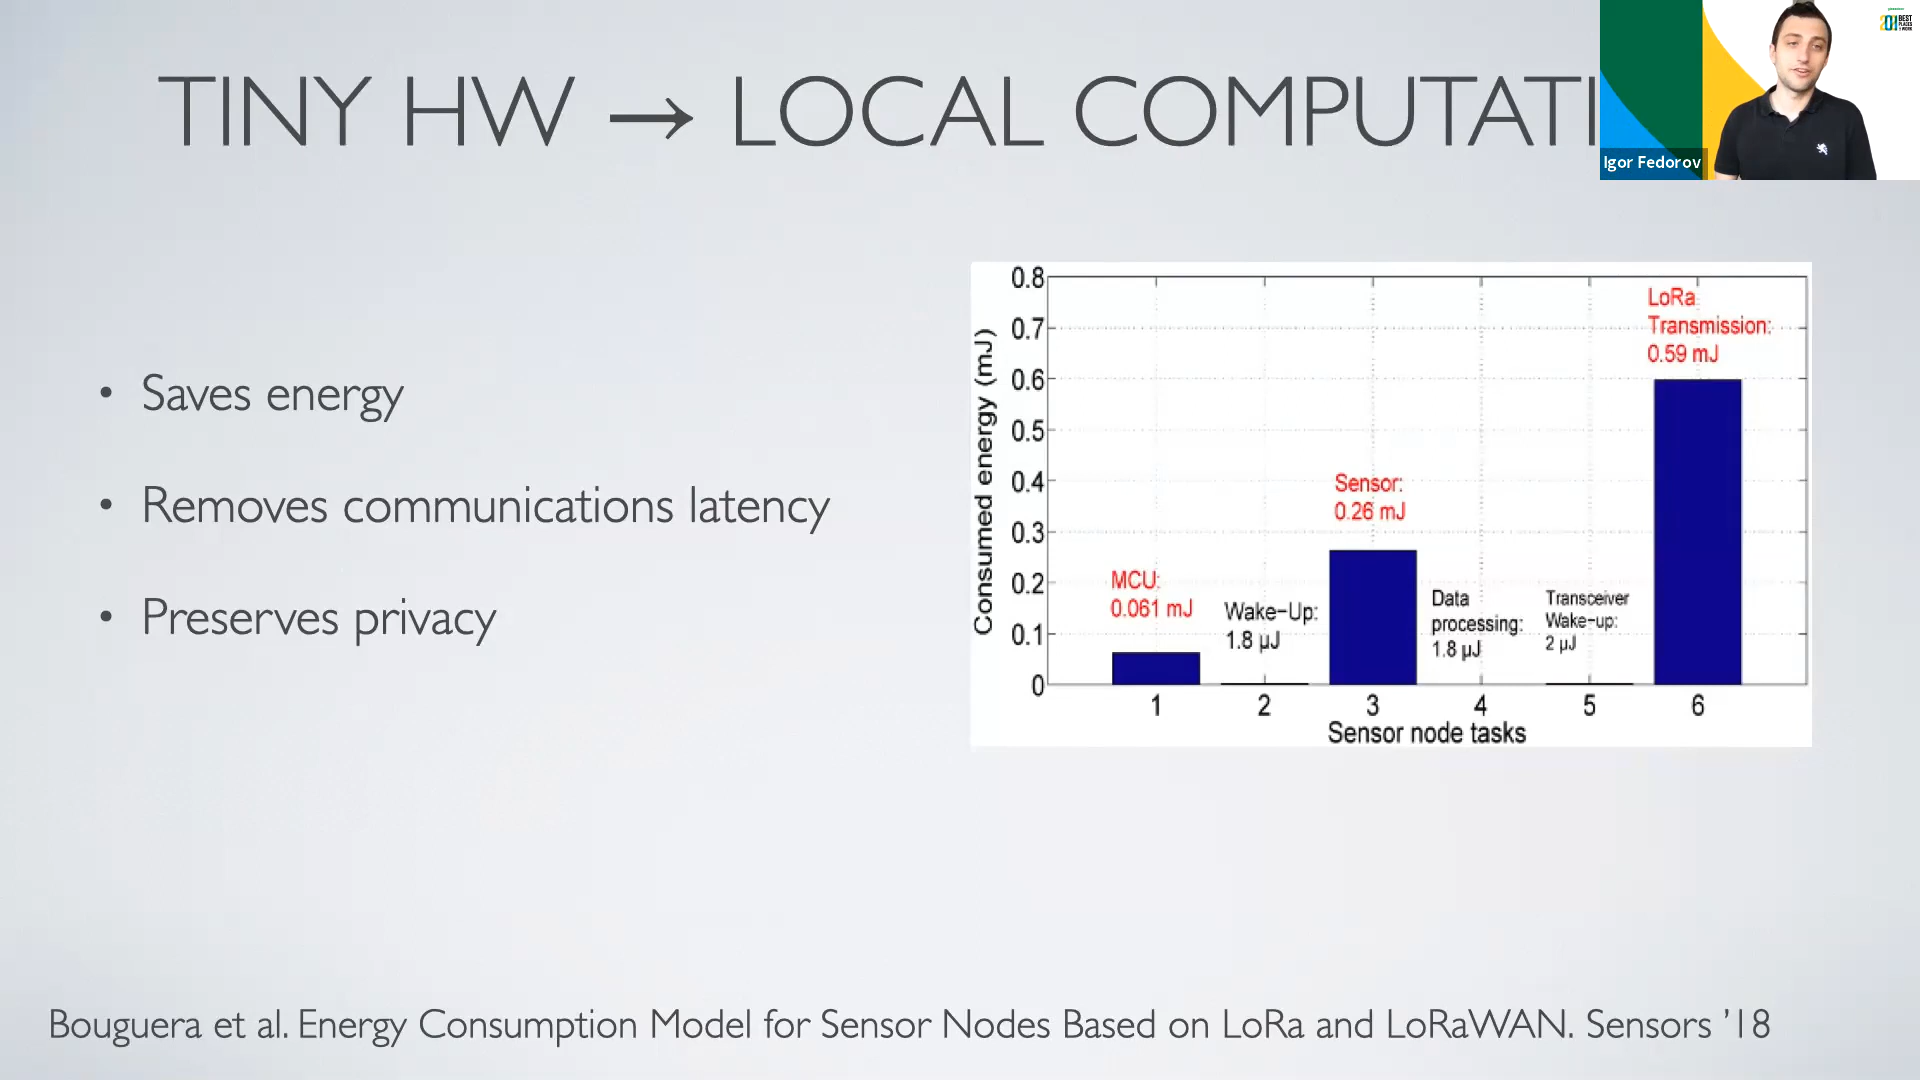 TINY HW → LOCAL COMPUTATI
Igor Fedorov
BEST
• Saves energy
• Removes communications latency
• Preserves privacy
0.8
0.7
0.6
0.5
0.4
0.3
0.2
0.1
0
Consumed energy (mJ)
MCU:
0.061 mJ
Wake-Up:
1.8 µJ
Sensor:
0.26 mJ
Data
processing:
1.8 µJ
Transceiver
Wake-up:
2 µJ
LoRa
Transmission:
0.59 mJ
1 2 3 4 5 6
Sensor node tasks
Bouguera et al. Energy Consumption Model for Sensor Nodes Based on LoRa and LoRaWAN. Sensors ’18